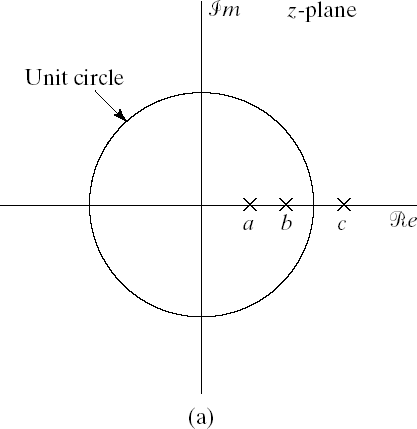 ℐm
z-plane
Unit circle
a
b
c
ℛe
(a)